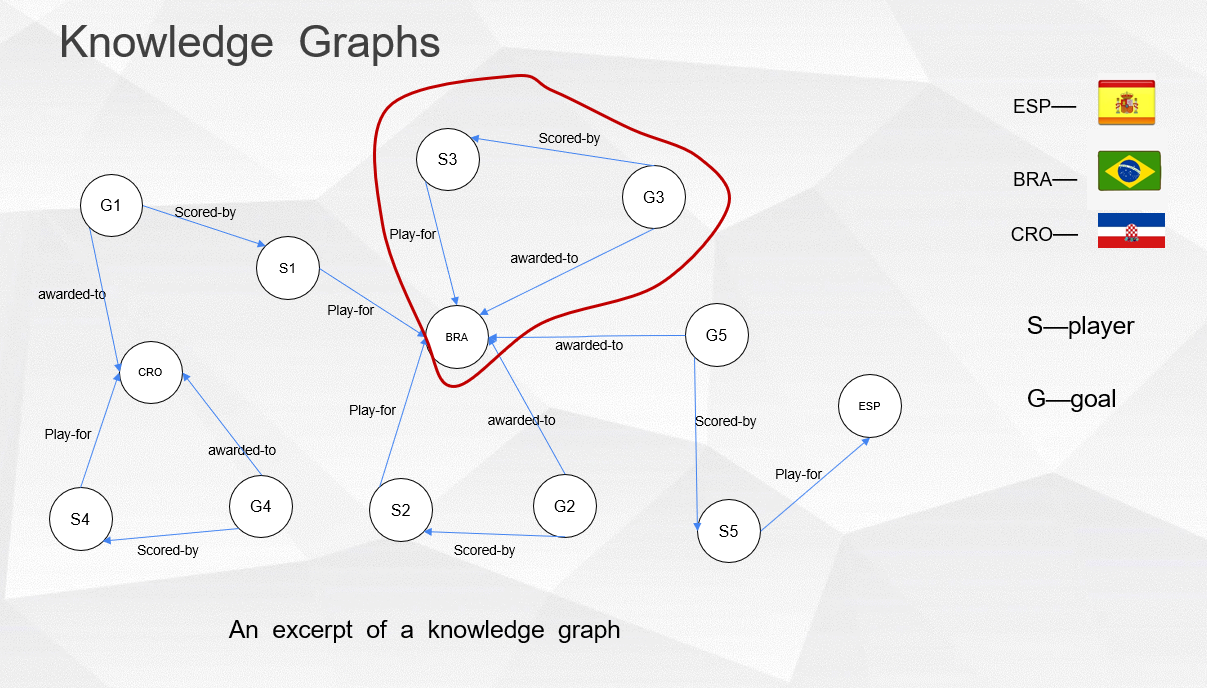 Knowledge Graphs
ESP—
BRA—
CRO—
S—player
G—goal
S3
Scored-by
G3
Play-for
awarded-to
G1
Scored-by
S1
awarded-to
Play-for
BRA
G5
awarded-to
CRO
Play-for
awarded-to
Scored-by
ESP
Play-for
awarded-to
Play-for
S4
G4
Scored-by
S2
G2
Scored-by
S5
An excerpt of a knowledge graph